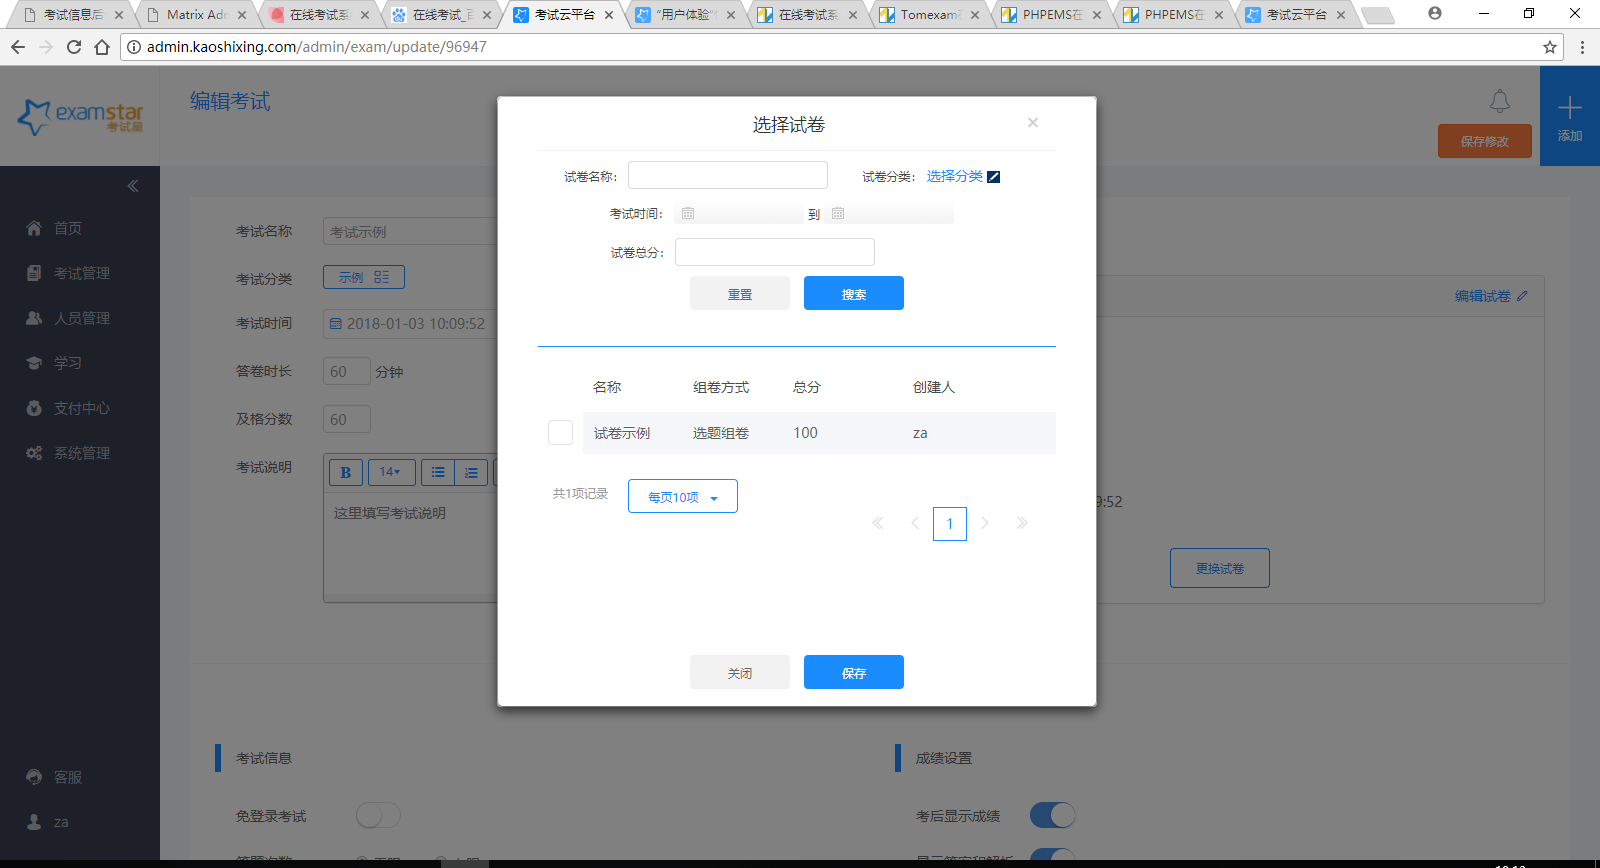 考试信息后
Matrix Adm
在线考试系
在线考试_百
考试云平台
"用户体验"
在线考试系
Tomexam
PHPEMS在
PHPEMS在
考试云平台
admin.kaoshixing.com/admin/exam/update/96947
examstar
考试星
编辑考试
保存修改
添加
首页
考试管理
人员管理
学习
支付中心
系统管理
客服
za
考试名称
考试示例
考试分类
示例
考试时间
2018-01-03 10:09:52
答卷时长
60 分钟
及格分数
60
考试说明
B
14
这里填写考试说明
编辑试卷
9:52
更换试卷
选择试卷
×
试卷名称：
试卷分类： 选择分类
考试时间： 到
试卷总分：
重置
搜索
名称 组卷方式 总分 创建人
试卷示例 选题组卷 100 za
共1项记录
每页10项
1
关闭
保存
考试信息
成绩设置
免登录考试
考后显示成绩